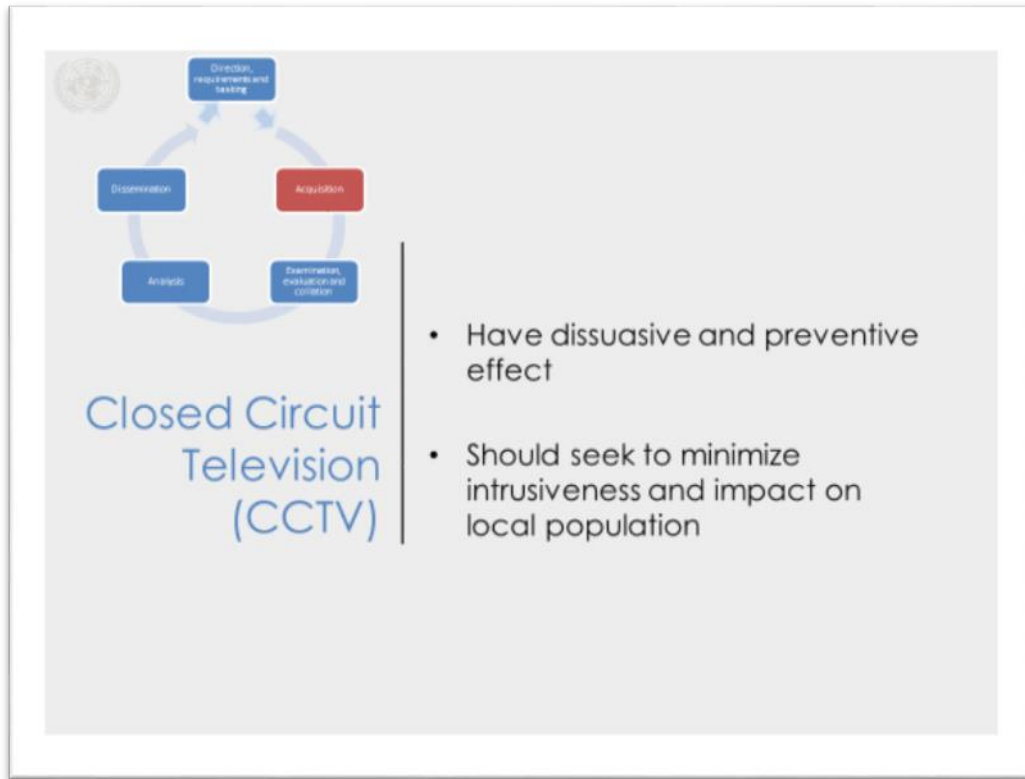 Direction,
requirements and
tasking
Dissemination
Acquisition
Analysis
Examination,
evaluation and
collation
Closed Circuit
Television
(CCTV)
• Have dissuasive and preventive
effect
• Should seek to minimize
intrusiveness and impact on
local population